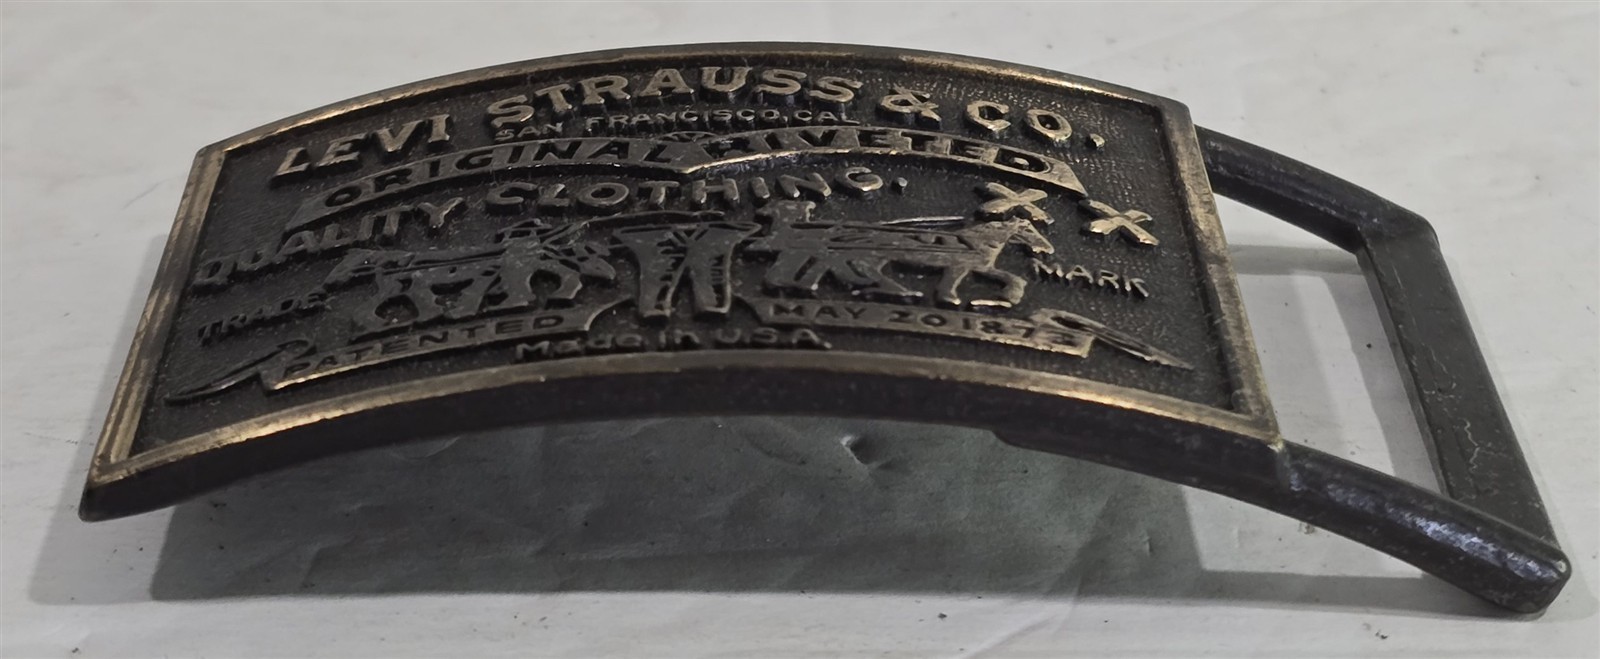 LEVI STRAUSS & CO,
SAN FRANCISCO, CAL.
ORIGINAL RIVETED
QUALITY CLOTHING.
XX
TRADE MARK
PATENTED MAY 20 1873
Made in U.S.A.